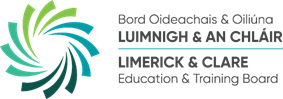 Bord Oideachais & Oiliúna
LUIMNIGH & AN CHLÁIR
LIMERICK & CLARE
Education & Training Board